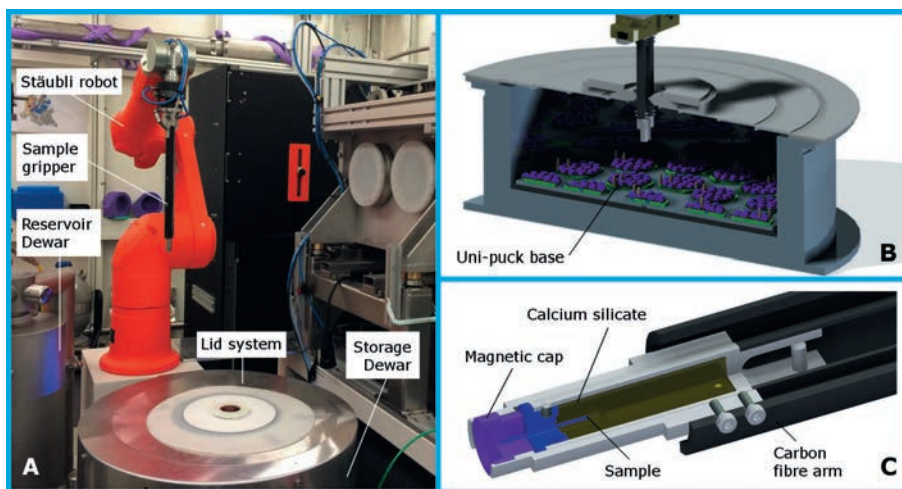 Stäubli robot
Sample
gripper
Reservoir
Dewar
Lid system
Storage
Dewar
A
Uni-puck base
B
Calcium silicate
Magnetic cap
Sample
Carbon
fibre arm
C